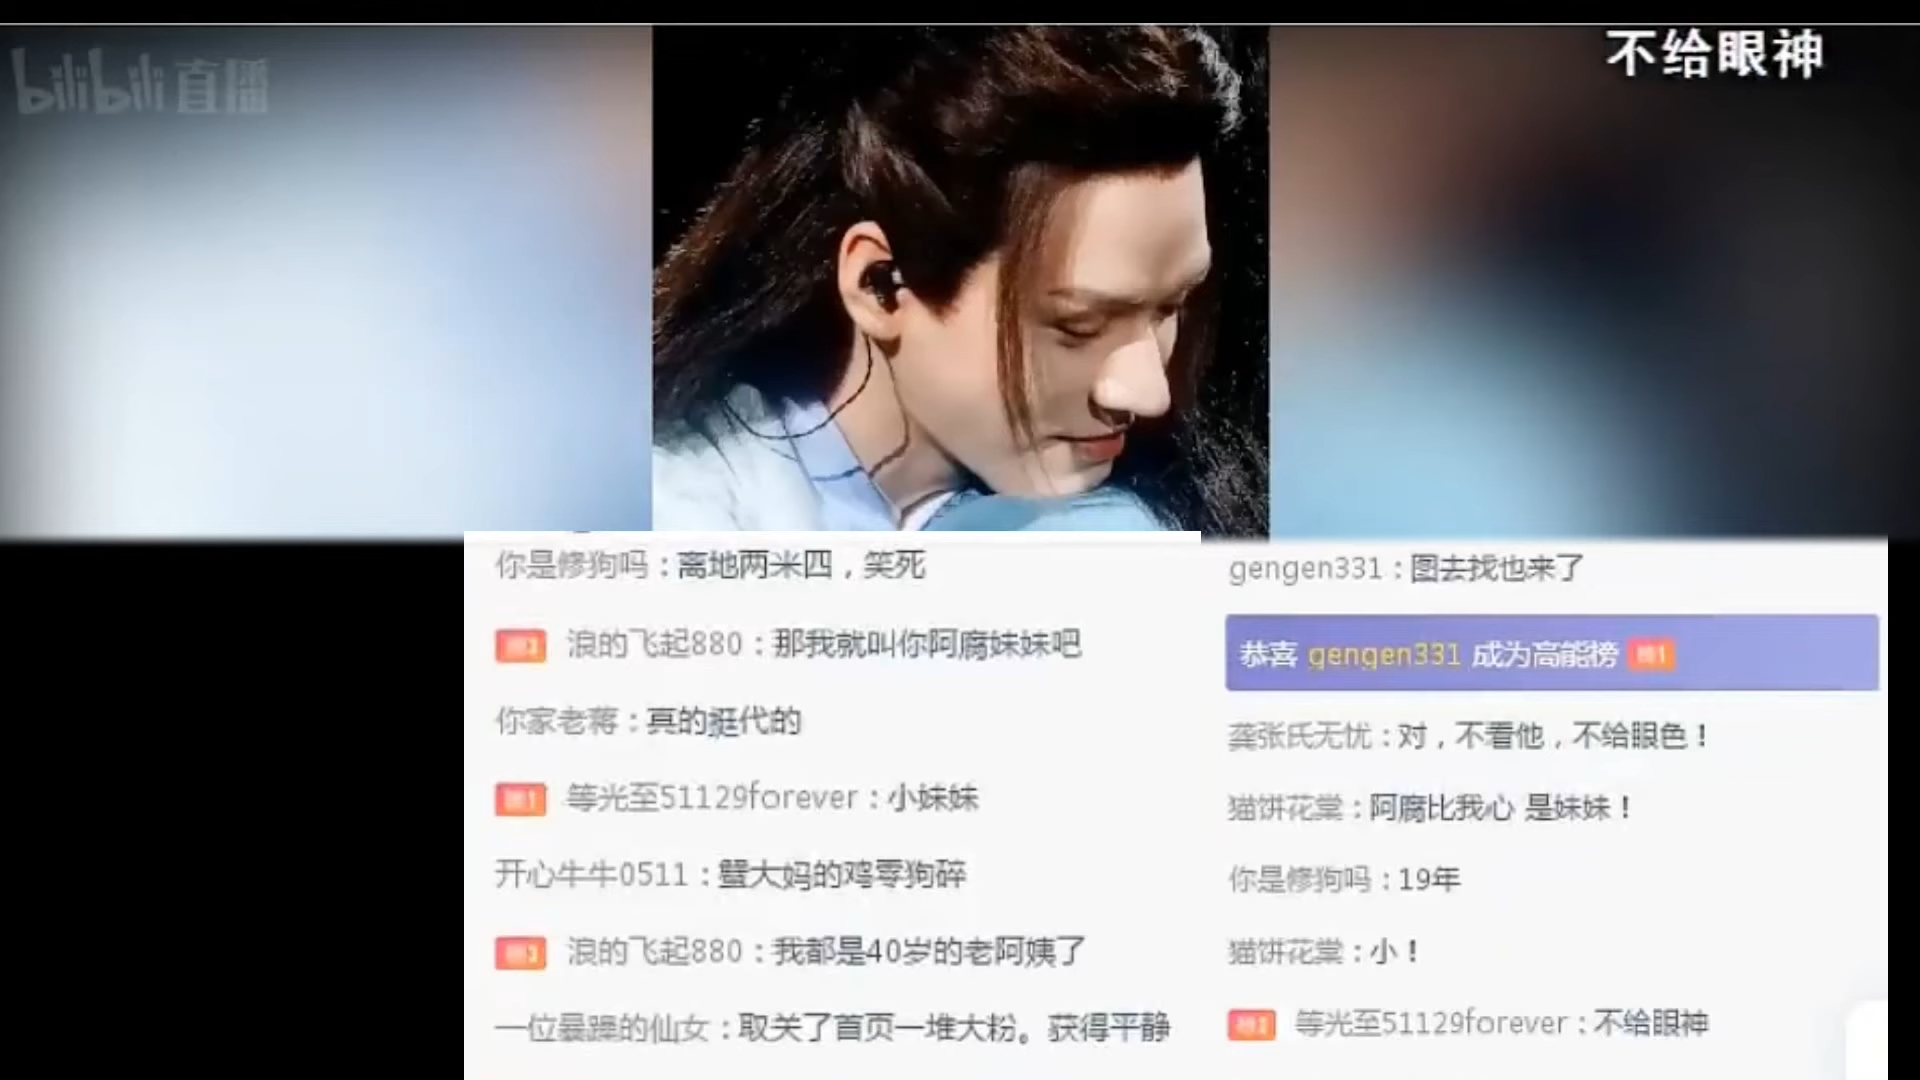 bilibili 直播
不给眼神
你是修狗吗：离地两米四，笑死
浪的飞起880：那我就叫你阿腐妹妹吧
你家老蒋：真的挺代的
等光至51129forever：小妹妹
开心牛牛0511：蟹大妈的鸡零狗碎
浪的飞起880：我都是40岁的老阿姨了
一位暴躁的仙女：取关了首页一堆大粉。获得平静
gengen331：图去找也来了
恭喜 gengen331 成为高能榜 榜1
龚张氏无忧：对，不看他，不给眼色！
猫饼花棠：阿腐比我心 是妹妹！
你是修狗吗：19年
猫饼花棠：小！
等光至51129forever：不给眼神